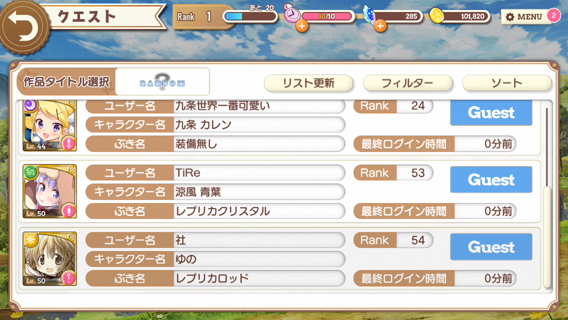 クエスト
Rank 1
あと 20
10/10
285
101,820
MENU 2
作品タイトル選択
?
RANDOM
リスト更新
フィルター
ソート
ユーザー名 九条世界一番可愛い Rank 24
キャラクター名 九条 カレン
Guest
ぶき名 装備無し 最終ログイン時間 0分前
Lv. 44
ユーザー名 TiRe Rank 53
キャラクター名 涼風 青葉
Guest
ぶき名 レプリカクリスタル 最終ログイン時間 0分前
Lv. 50
ユーザー名 社 Rank 54
キャラクター名 ゆの
Guest
ぶき名 レプリカロッド 最終ログイン時間 0分前
Lv. 50